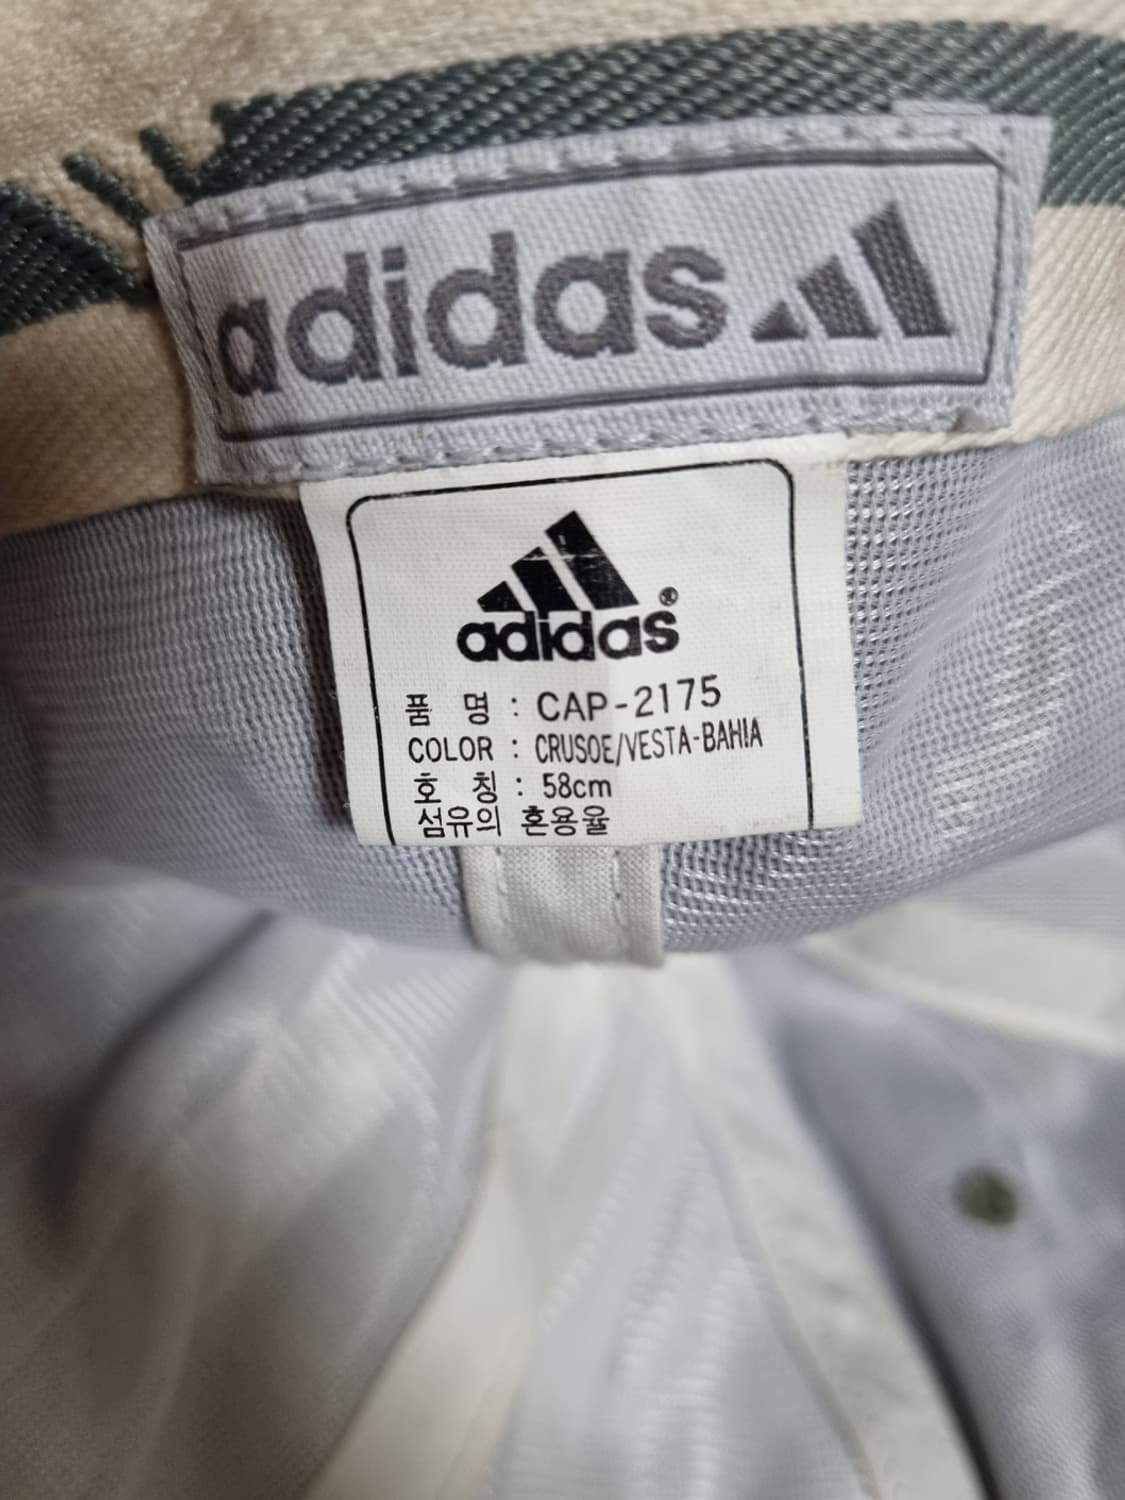 adidas
adidas®
품 명 : CAP-2175
COLOR : CRUSOE/VESTA-BAHIA
호 칭 : 58cm
섬유의 혼용율